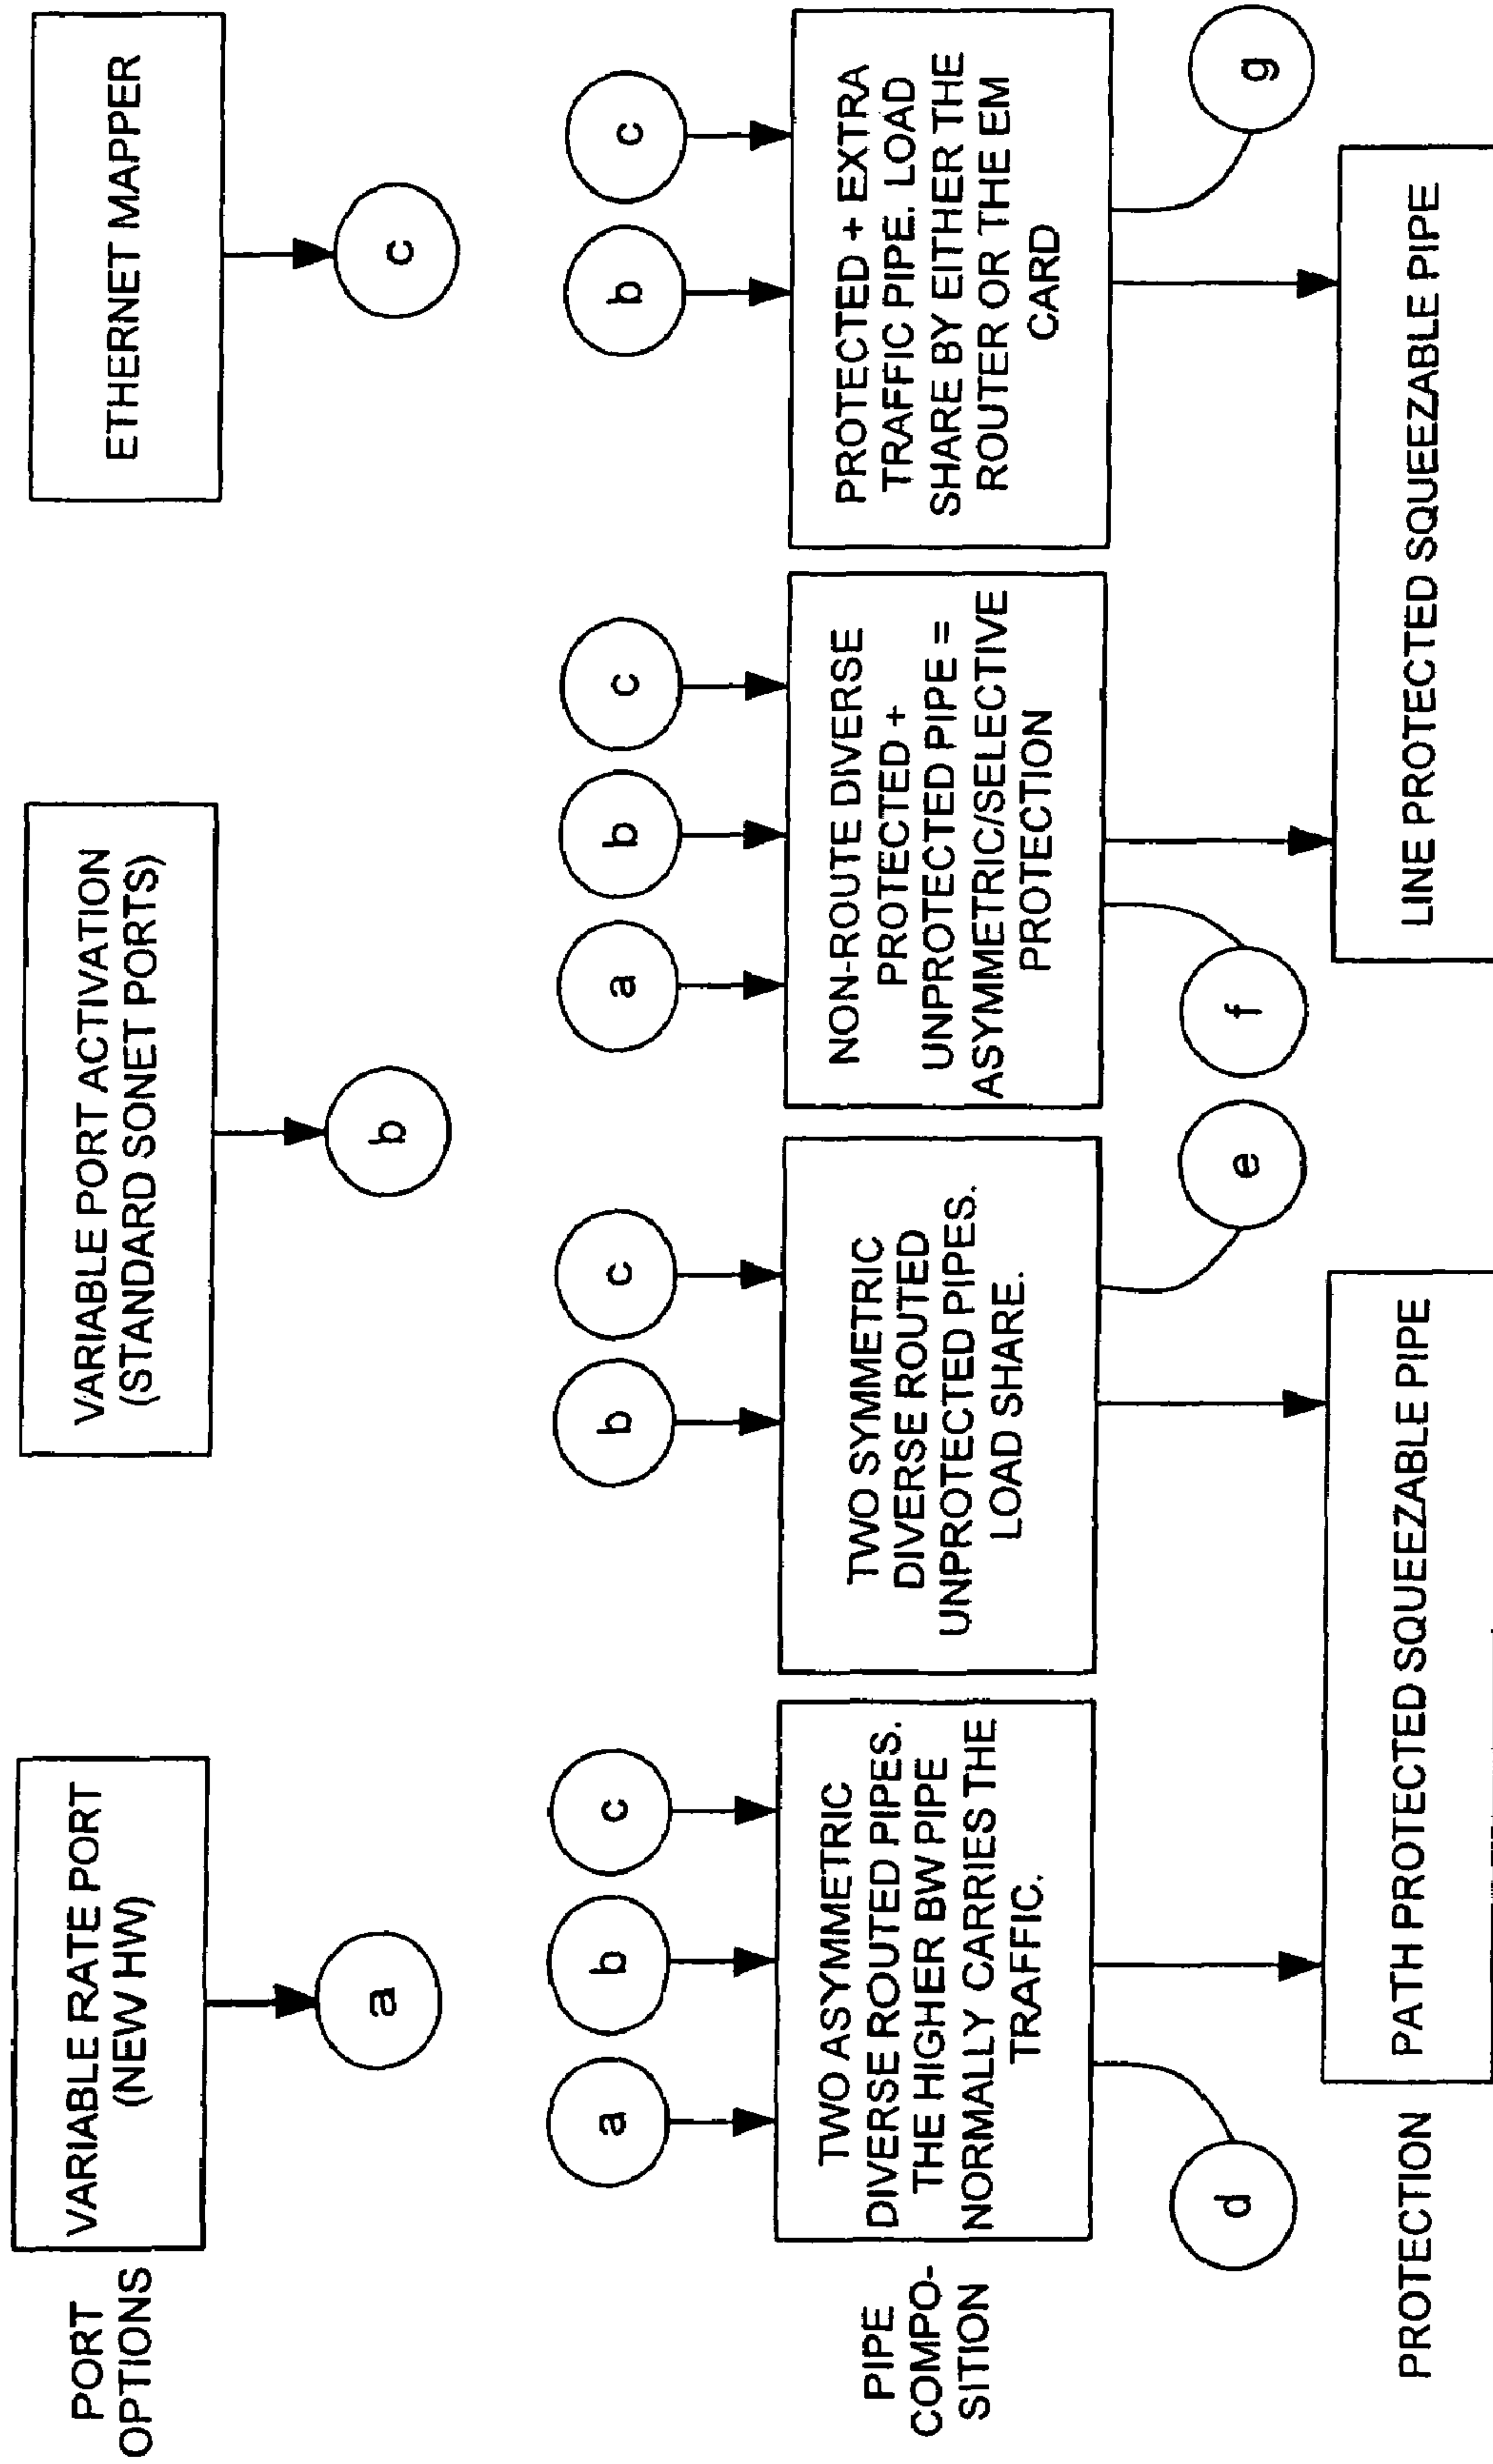 PORT
OPTIONS
VARIABLE RATE PORT
(NEW HW)
VARIABLE PORT ACTIVATION
(STANDARD SONET PORTS)
ETHERNET MAPPER
a
b
c
a
b
c
b
c
a
b
c
b
c
PIPE
COMPO-
SITION
TWO ASYMMETRIC
DIVERSE ROUTED PIPES.
THE HIGHER BW PIPE
NORMALLY CARRIES THE
TRAFFIC.
TWO SYMMETRIC
DIVERSE ROUTED
UNPROTECTED PIPES.
LOAD SHARE.
NON-ROUTE DIVERSE
PROTECTED +
UNPROTECTED PIPE =
ASYMMETRIC/SELECTIVE
PROTECTION
PROTECTED + EXTRA
TRAFFIC PIPE. LOAD
SHARE BY EITHER THE
ROUTER OR THE EM
CARD
d
e
f
g
PROTECTION
PATH PROTECTED SQUEEZABLE PIPE
LINE PROTECTED SQUEEZABLE PIPE